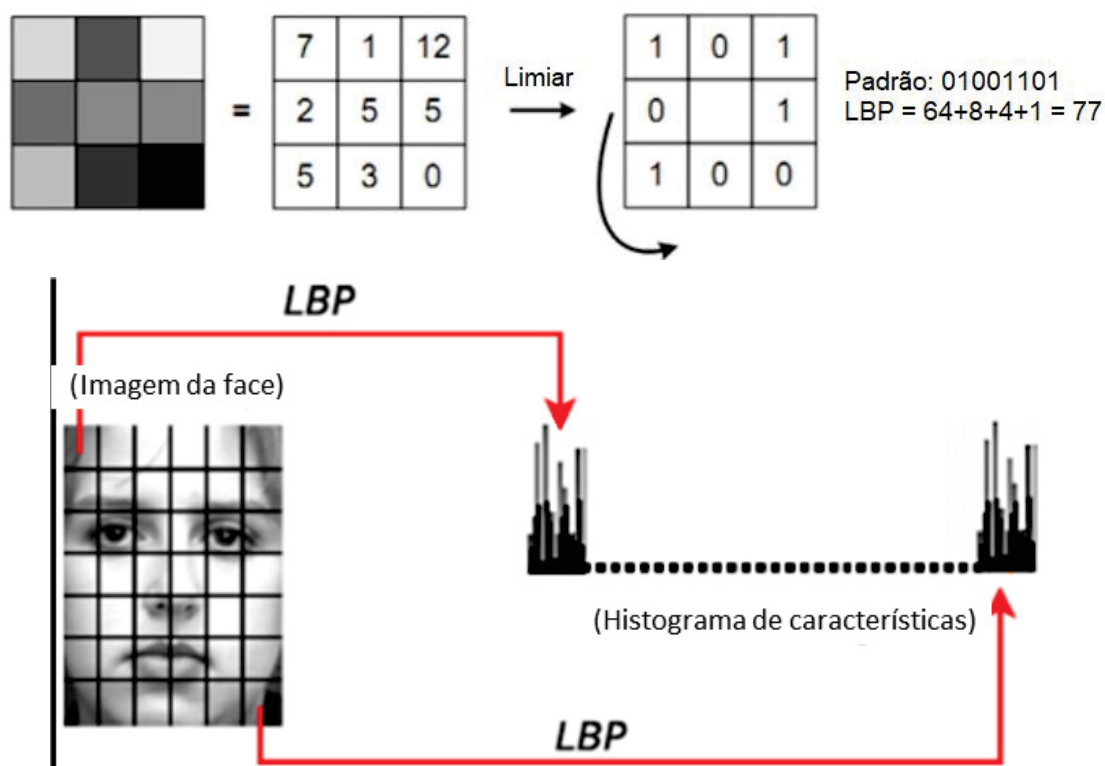 7 1 12
2 5 5
5 3 0
=
Limiar
1 0 1
0 1
1 0 0
Padrão: 01001101
LBP = 64+8+4+1 = 77
LBP
(Imagem da face)
(Histograma de característísticas)
LBP